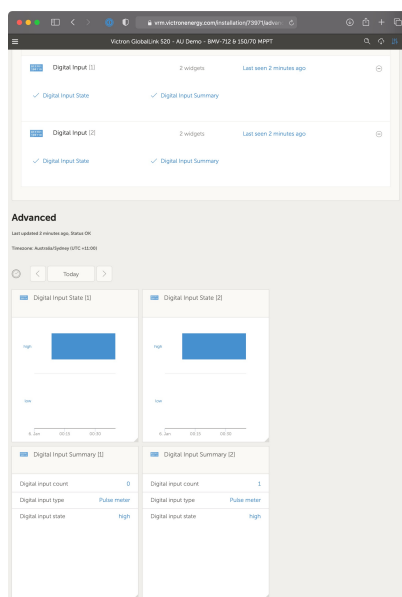 vrm.victronenergy.com/installation/73971/advan
Victron GlobalLink 520 - AU Demo - BMV-712 & 150/70 MPPT
Digital Input [1] 2 widgets Last seen 2 minutes ago
Digital Input State Digital Input Summary
Digital Input [2] 2 widgets Last seen 2 minutes ago
Digital Input State Digital Input Summary
Advanced
Last updated 2 minutes ago, Status OK
Timezone: Australia/Sydney (UTC +11:00)
Today
Digital Input State [1] Digital Input State [2]
high high
low low
6. Jan 00:15 00:30 6. Jan 00:15 00:30
Digital Input Summary [1] Digital Input Summary [2]
Digital input count 0 Digital input count 1
Digital input type Pulse meter Digital input type Pulse meter
Digital input state high Digital input state high